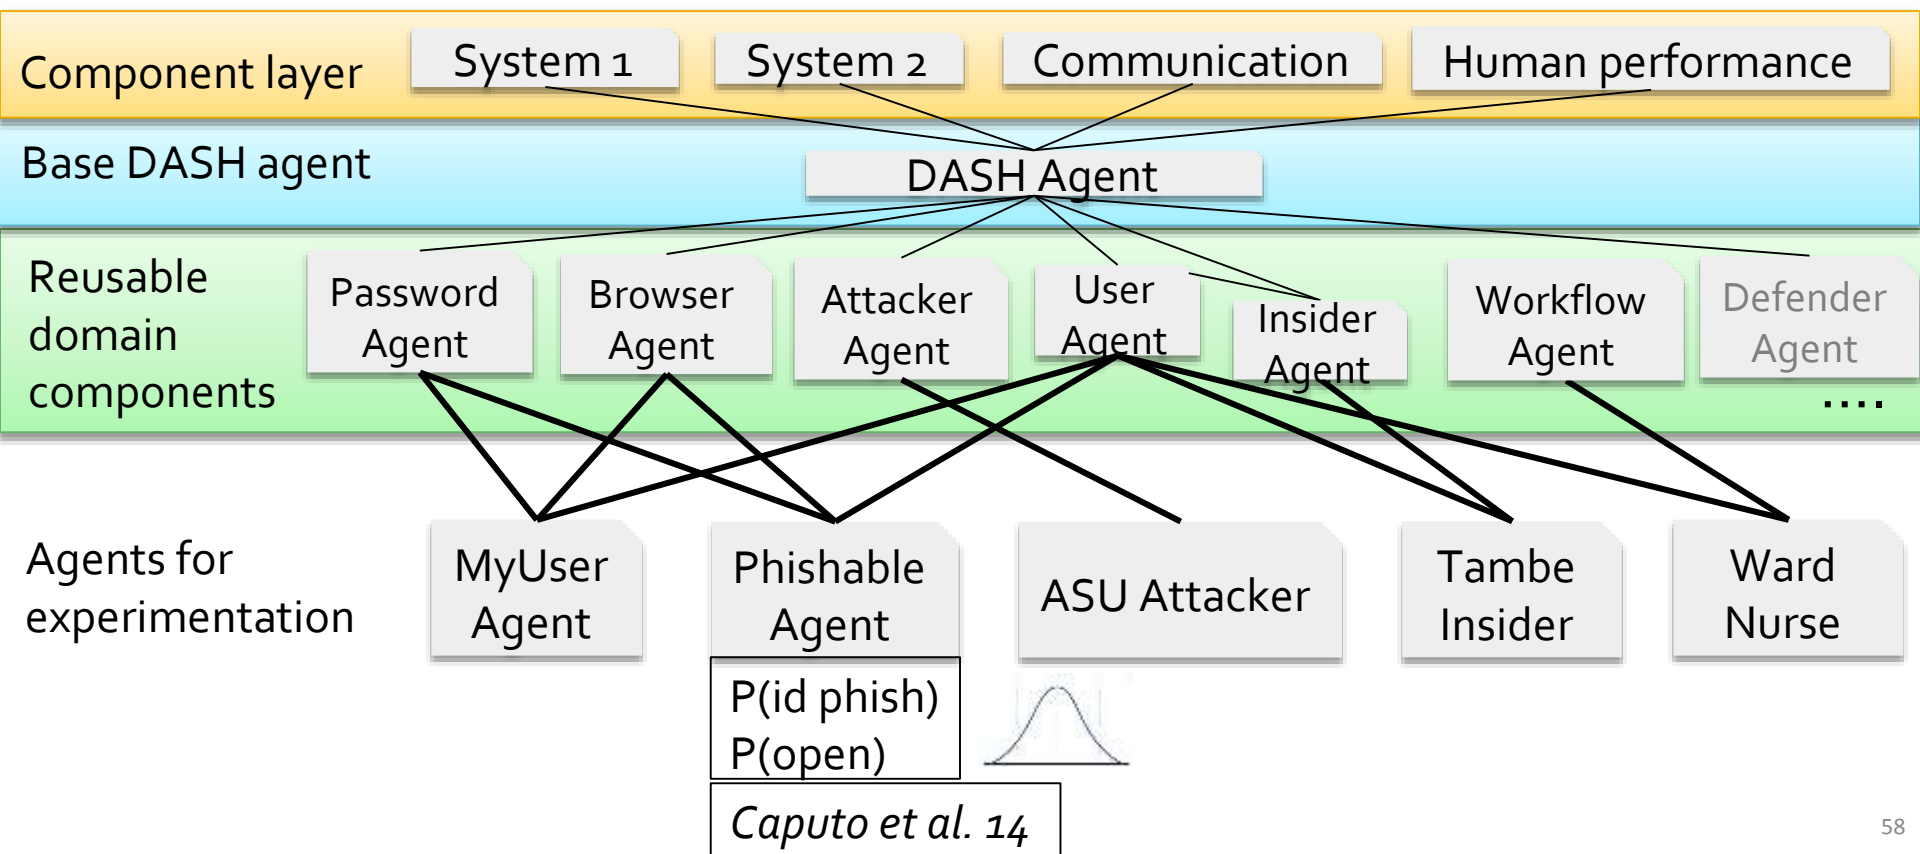 Component layer
System 1
System 2
Communication
Human performance
Base DASH agent
DASH Agent
Reusable
domain
components
Password
Agent
Browser
Agent
Attacker
Agent
User
Agent
Insider
Agent
Workflow
Agent
Defender
Agent
....
Agents for
experimentation
MyUser
Agent
Phishable
Agent
ASU Attacker
Tambe
Insider
Ward
Nurse
P(id phish)
P(open)
Caputo et al. 14
58